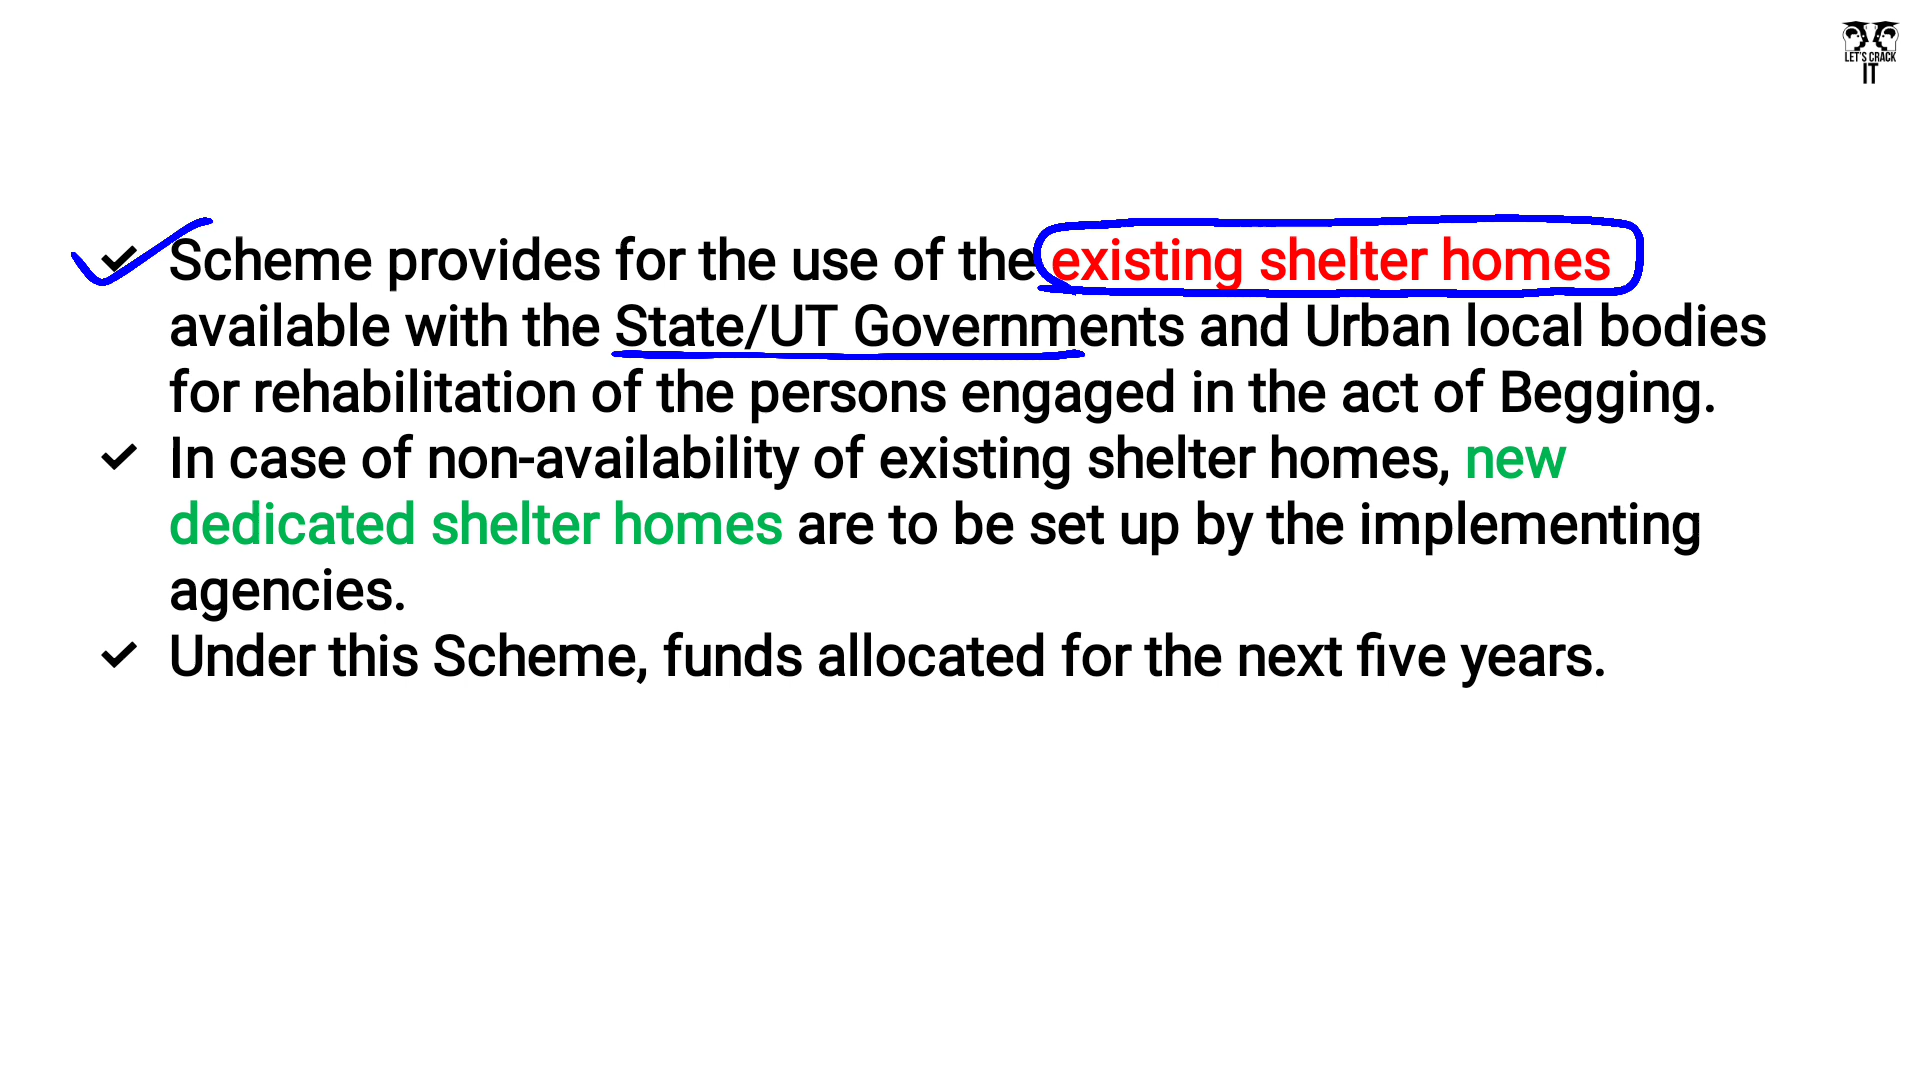 LET'S CRACK
IT
Scheme provides for the use of the existing shelter homes
available with the State/UT Governments and Urban local bodies
for rehabilitation of the persons engaged in the act of Begging.
In case of non-availability of existing shelter homes, new
dedicated shelter homes are to be set up by the implementing
agencies.
Under this Scheme, funds allocated for the next five years.